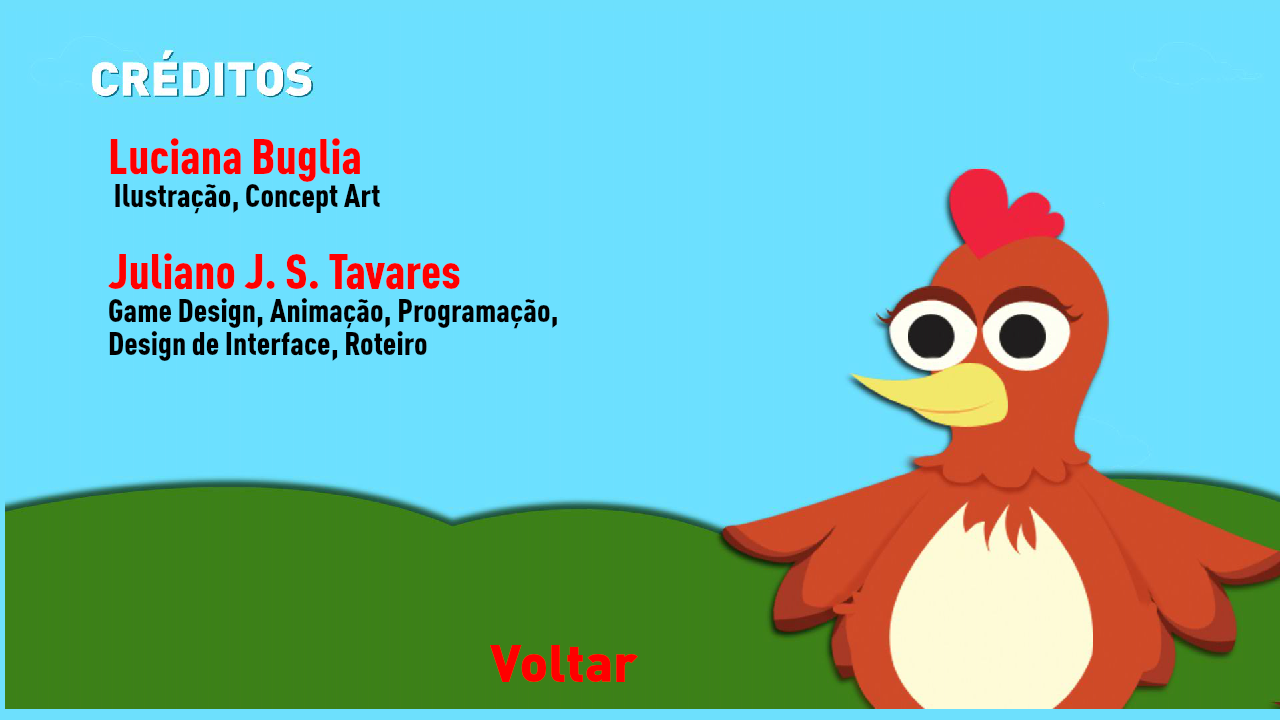 CRÉDITOS
Luciana Buglia
Ilustração, Concept Art
Juliano J. S. Tavares
Game Design, Animação, Programação,
Design de Interface, Roteiro
Voltar